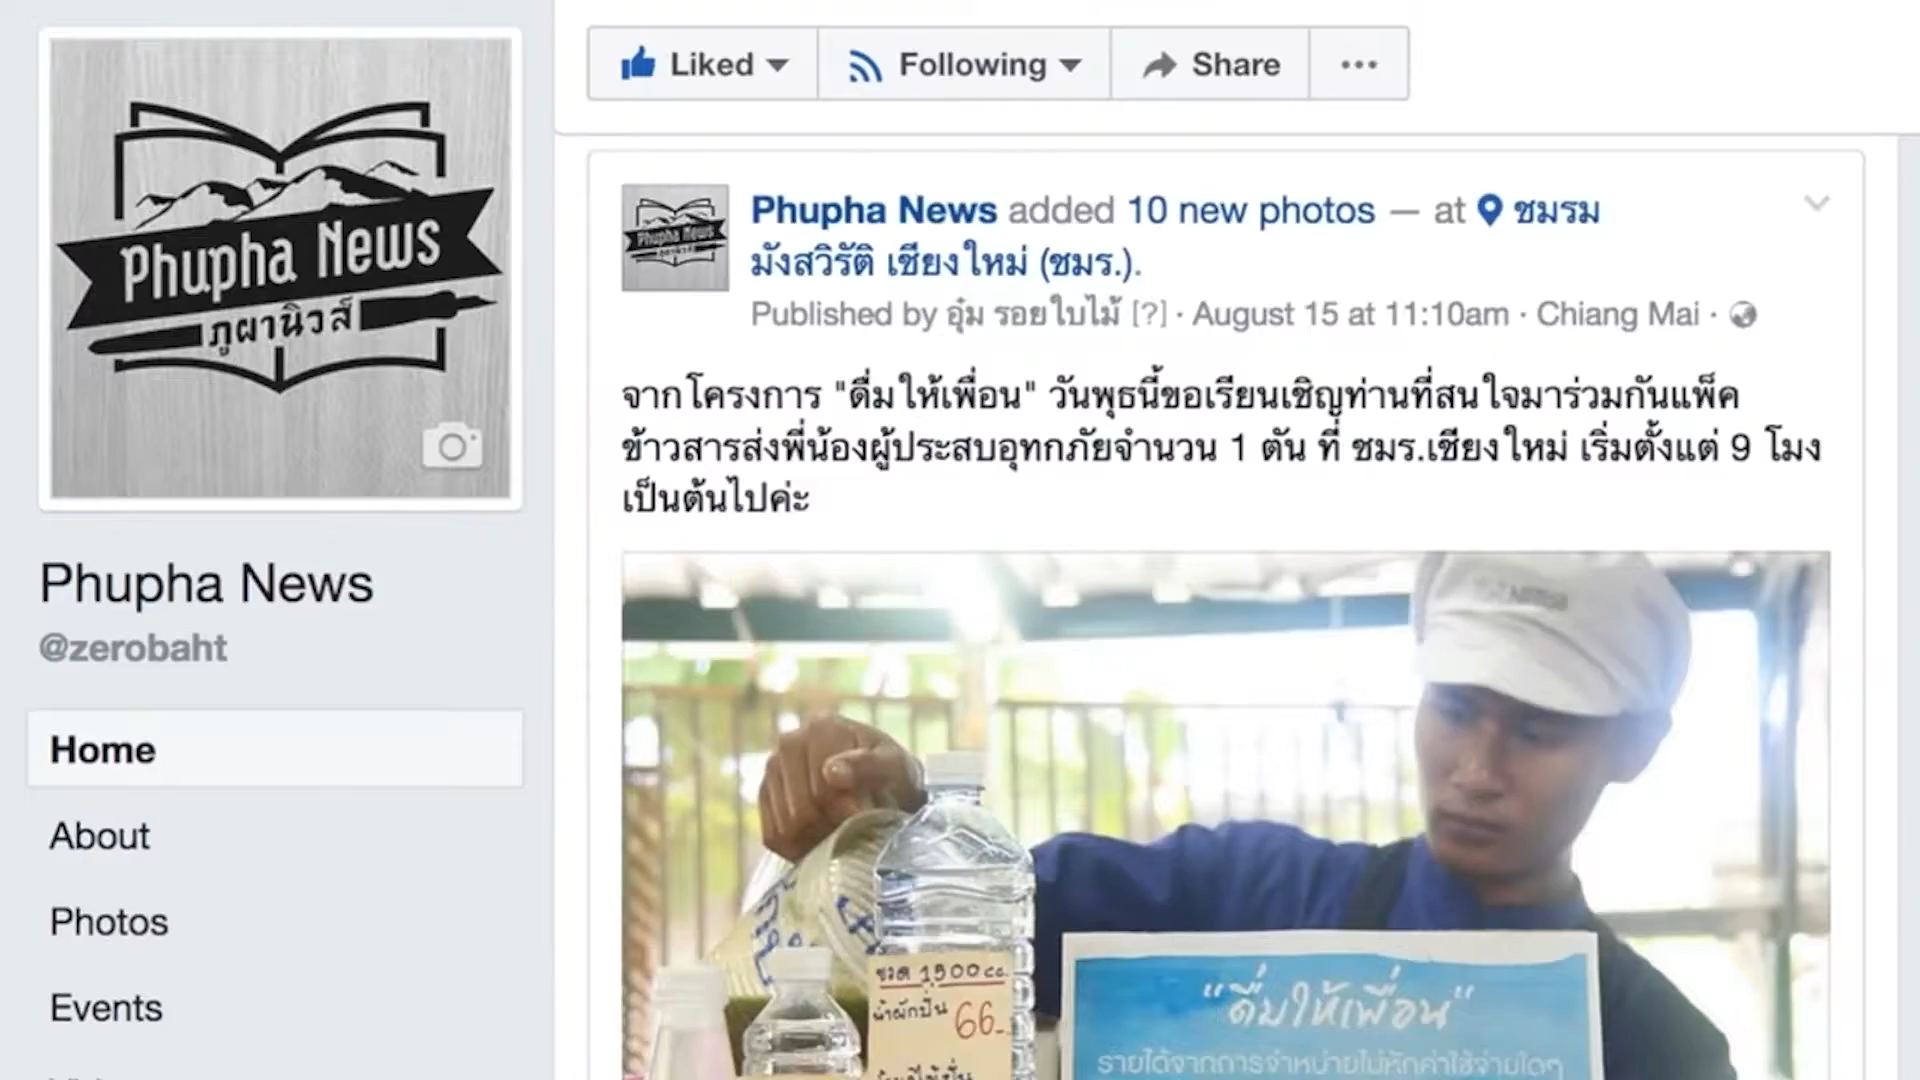 Phupha News
ภูผานิวส์
Phupha News
@zerobaht
Home
About
Photos
Events
Liked
Following
Share
Phupha News
Phupha News added 10 new photos — at ชมรม
มังสวิรัติ เชียงใหม่ (ชมร.).
Published by อุ๋ม รอยใบไม้ [?] · August 15 at 11:10am · Chiang Mai ·
จากโครงการ "ดื่มให้เพื่อน" วันพุธนี้ขอเรียนเชิญท่านที่สนใจมาร่วมกันแพ็ค
ข้าวสารส่งพี่น้องผู้ประสบอุทกภัยจำนวน 1 ตัน ที่ ชมร.เชียงใหม่ เริ่มตั้งแต่ 9 โมง
เป็นต้นไปค่ะ
ขวด 1500 cc.
น้ำผักปั่น 66.-
"ดื่มให้เพื่อน"
รายได้จากการจำหน่ายไม่หักค่าใช้จ่ายใดๆ